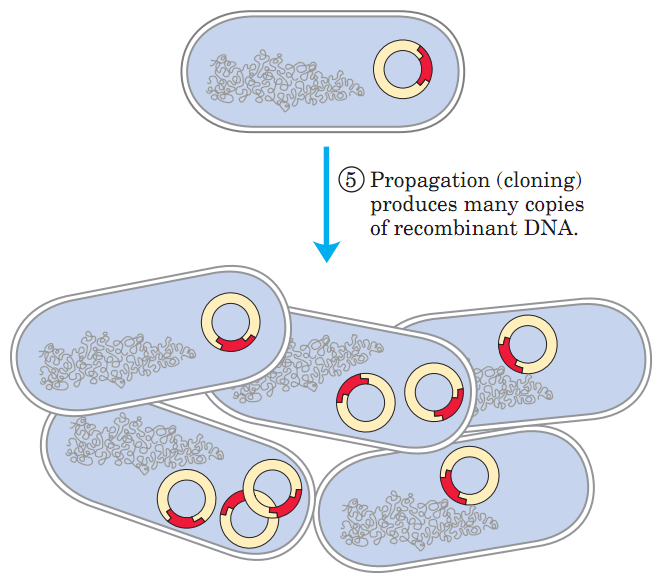 ⑤ Propagation (cloning)
produces many copies
of recombinant DNA.